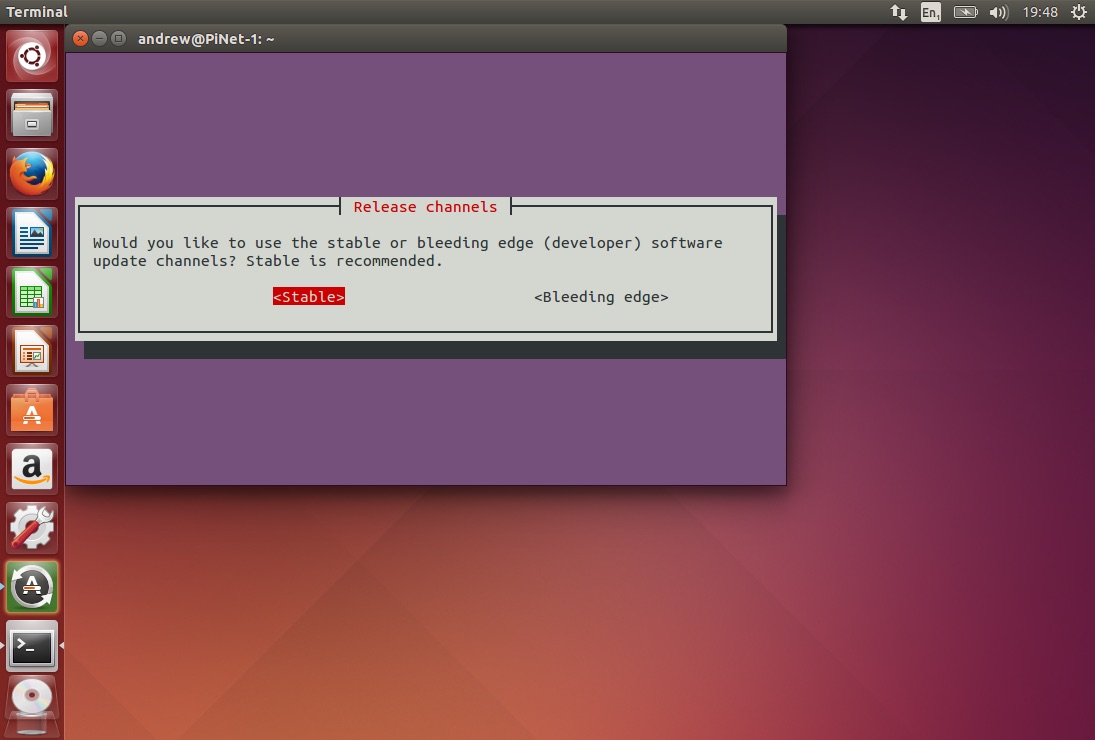 Terminal
En1
19:48
andrew@PiNet-1: ~
Release channels
Would you like to use the stable or bleeding edge (developer) software
update channels? Stable is recommended.
<Stable>
<Bleeding edge>
a
>_